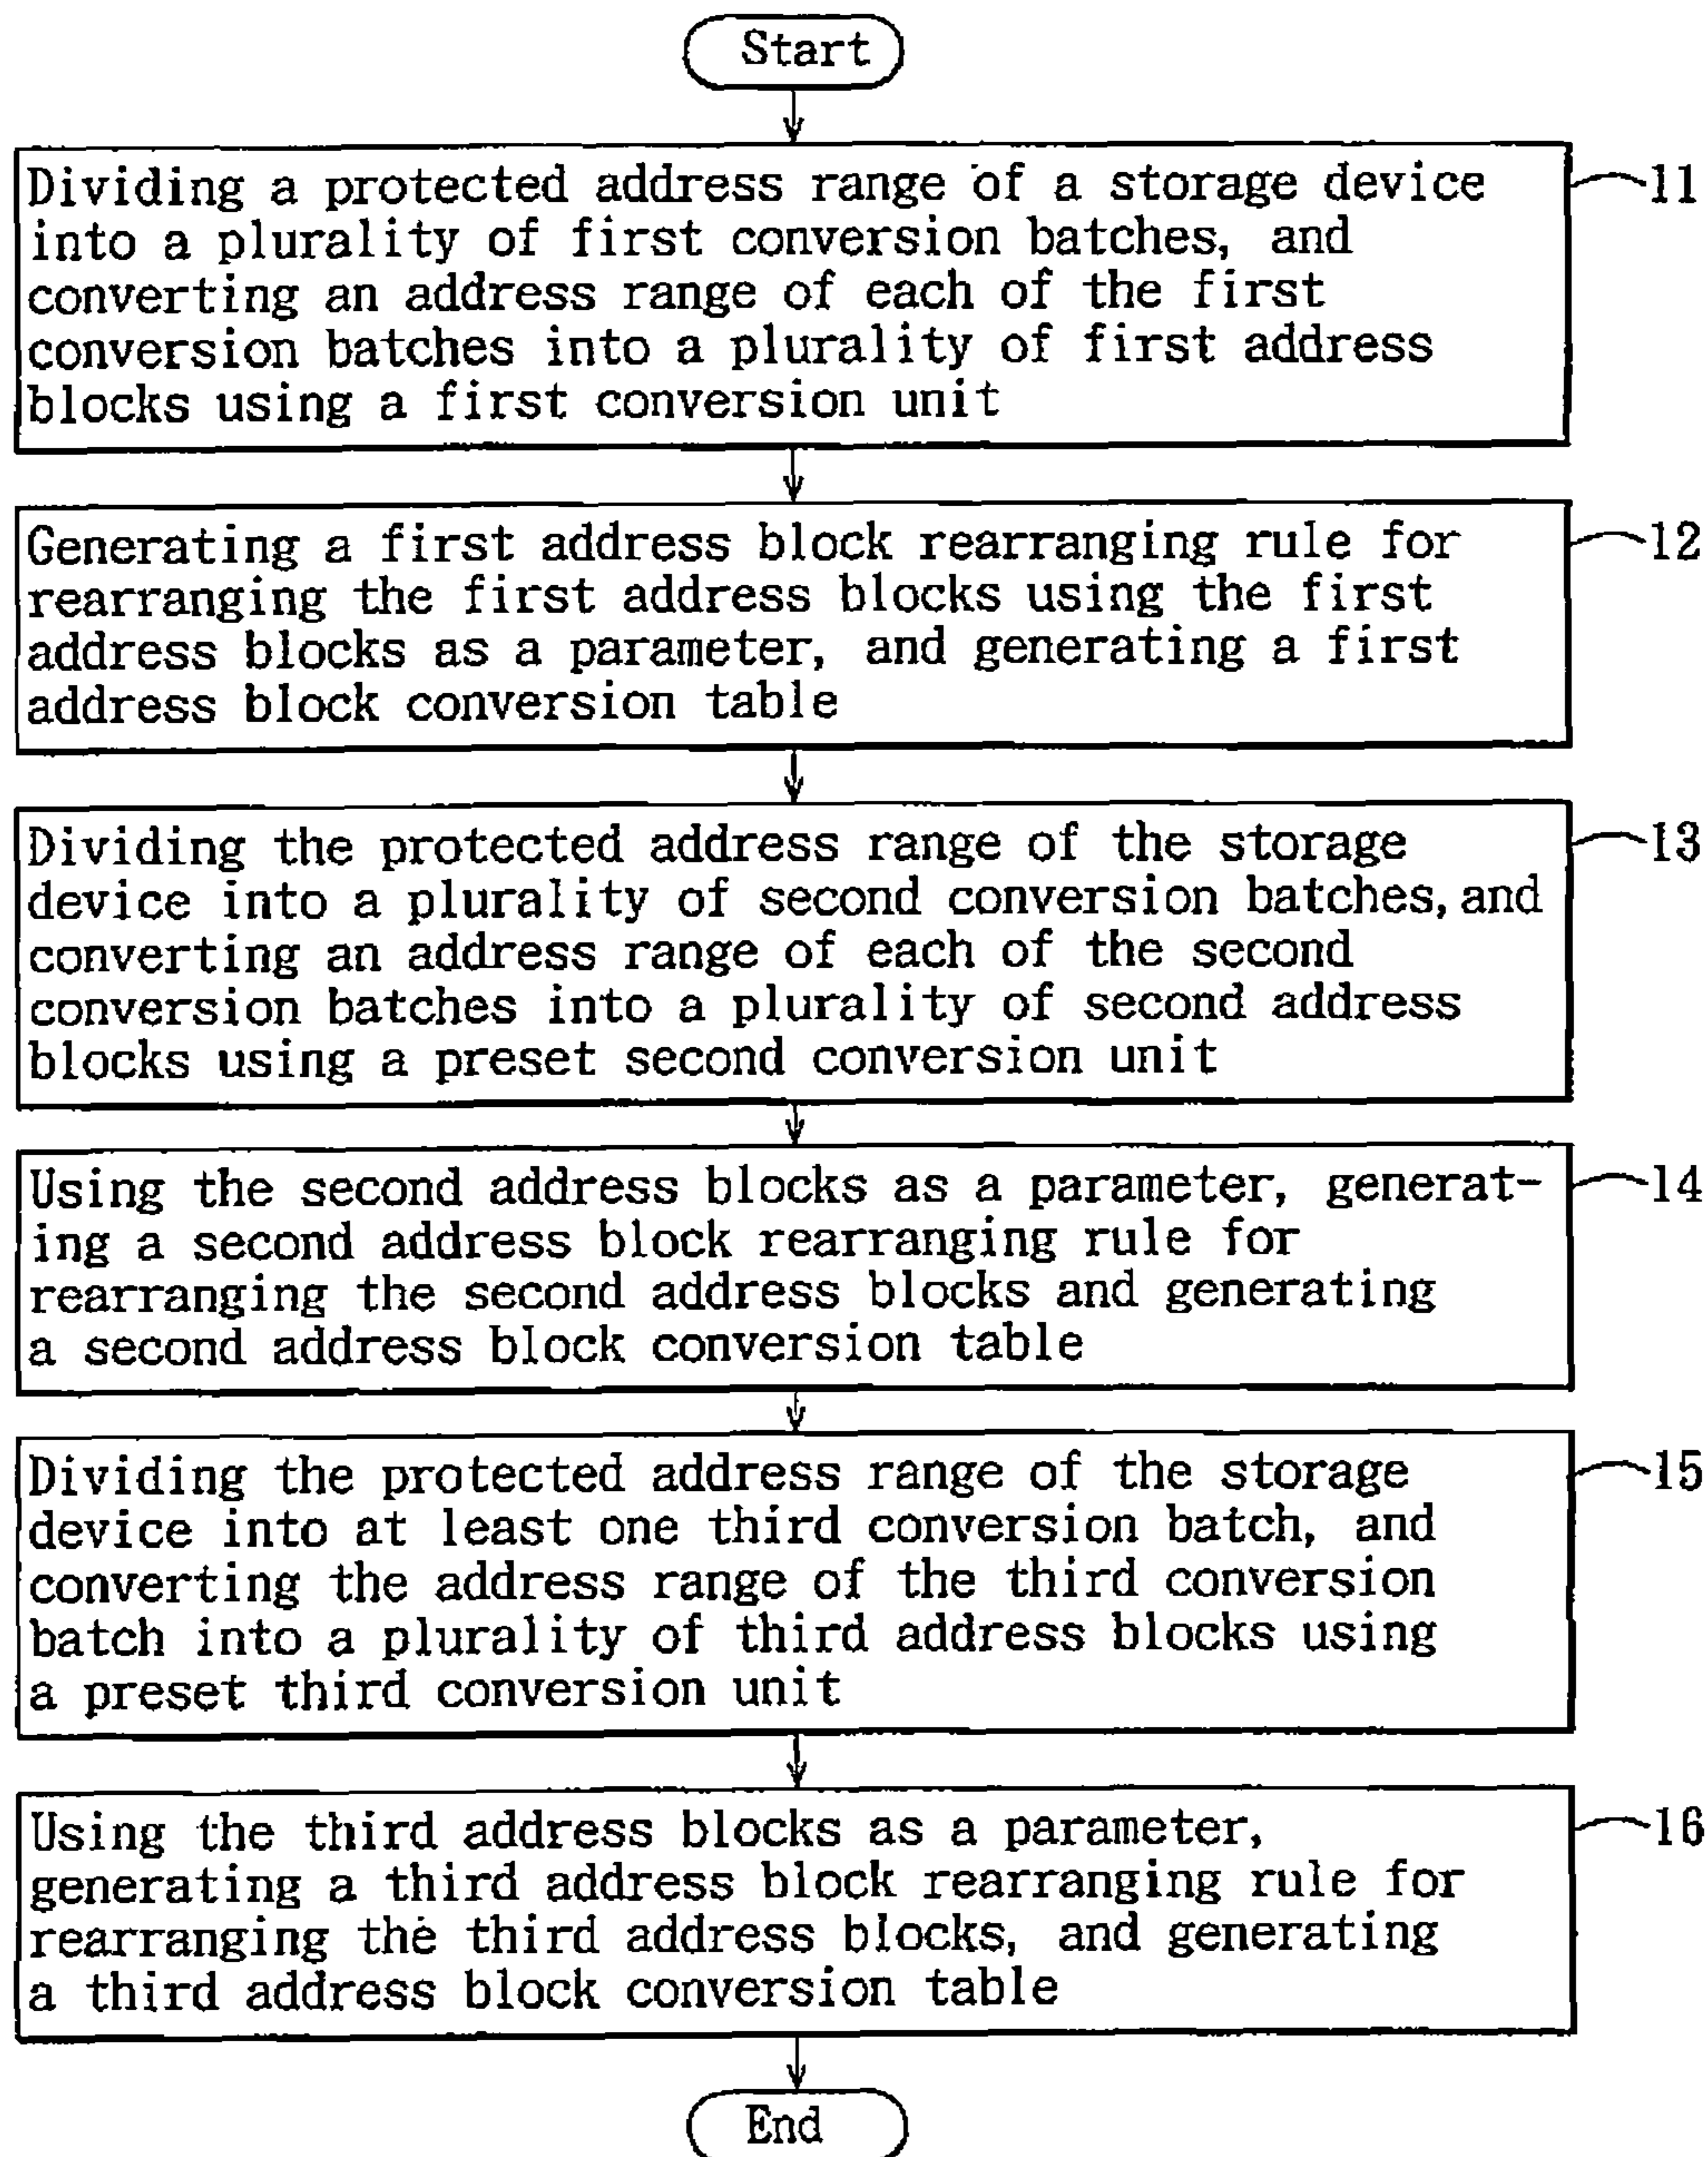 Start
Dividing a protected address range of a storage device
into a plurality of first conversion batches, and
converting an address range of each of the first
conversion batches into a plurality of first address
blocks using a first conversion unit
11
Generating a first address block rearranging rule for
rearranging the first address blocks using the first
address blocks as a parameter, and generating a first
address block conversion table
12
Dividing the protected address range of the storage
device into a plurality of second conversion batches, and
converting an address range of each of the second
conversion batches into a plurality of second address
blocks using a preset second conversion unit
13
Using the second address blocks as a parameter, generat-
ing a second address block rearranging rule for
rearranging the second address blocks and generating
a second address block conversion table
14
Dividing the protected address range of the storage
device into at least one third conversion batch, and
converting the address range of the third conversion
batch into a plurality of third address blocks using
a preset third conversion unit
15
Using the third address blocks as a parameter,
generating a third address block rearranging rule for
rearranging the third address blocks, and generating
a third address block conversion table
16
End